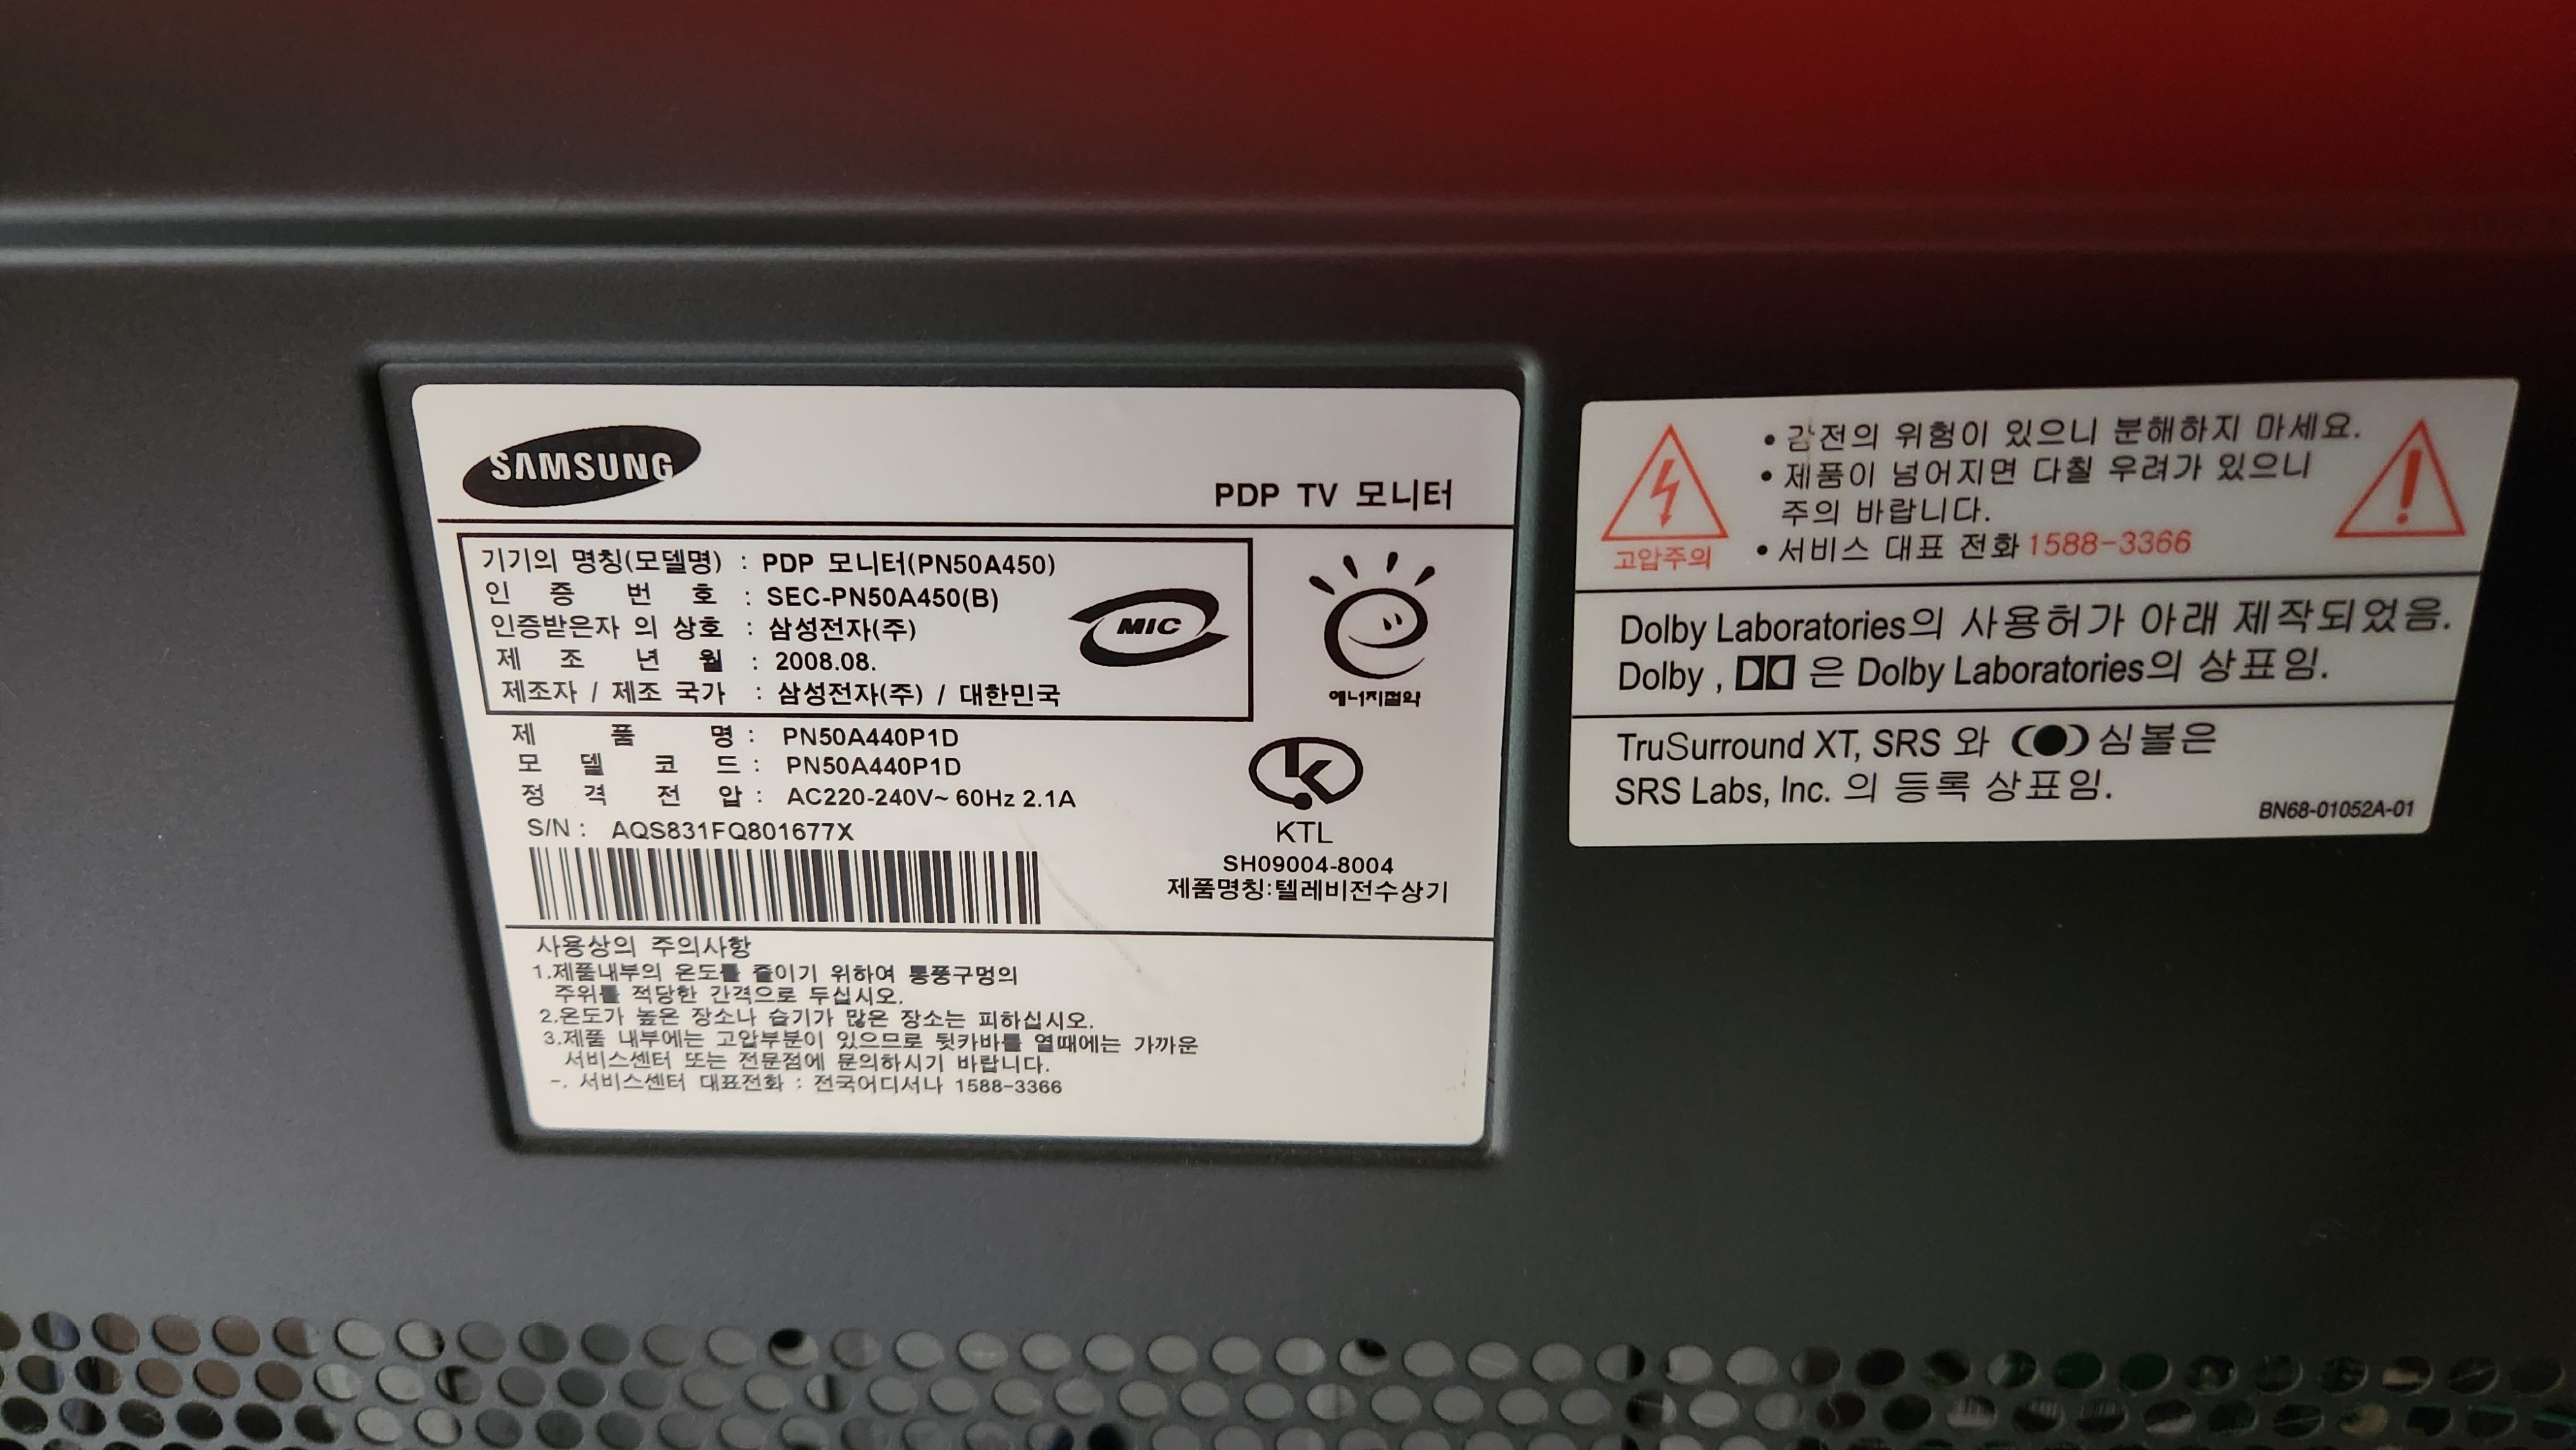 SAMSUNG
PDP TV 모니터
기기의 명칭(모델명) : PDP 모니터(PN50A450)
인 증 번 호 : SEC-PN50A450(B)
인증받은자 의 상호 : 삼성전자(주)
제 조 년 월 : 2008.08.
제조자 / 제조 국가 : 삼성전자(주) / 대한민국
MIC
에너지절약
제 품 명 : PN50A440P1D
모 델 코 드 : PN50A440P1D
정 격 전 압 : AC220-240V~ 60Hz 2.1A
S/N : AQS831FQ801677X
KTL
SH09004-8004
제품명칭:텔레비전수상기
사용상의 주의사항
1.제품내부의 온도를 줄이기 위하여 통풍구멍의
주위를 적당한 간격으로 두십시오.
2.온도가 높은 장소나 습기가 많은 장소는 피하십시오.
3.제품 내부에는 고압부분이 있으므로 뒷카바를 열때에는 가까운
서비스센터 또는 전문점에 문의하시기 바랍니다.
-. 서비스센터 대표전화 : 전국어디서나 1588-3366
고압주의
• 감전의 위험이 있으니 분해하지 마세요.
• 제품이 넘어지면 다칠 우려가 있으니
주의 바랍니다.
• 서비스 대표 전화 1588-3366
Dolby Laboratories의 사용허가 아래 제작되었음.
Dolby , 은 Dolby Laboratories의 상표임.
TruSurround XT, SRS 와 심볼은
SRS Labs, Inc. 의 등록 상표임.
BN68-01052A-01